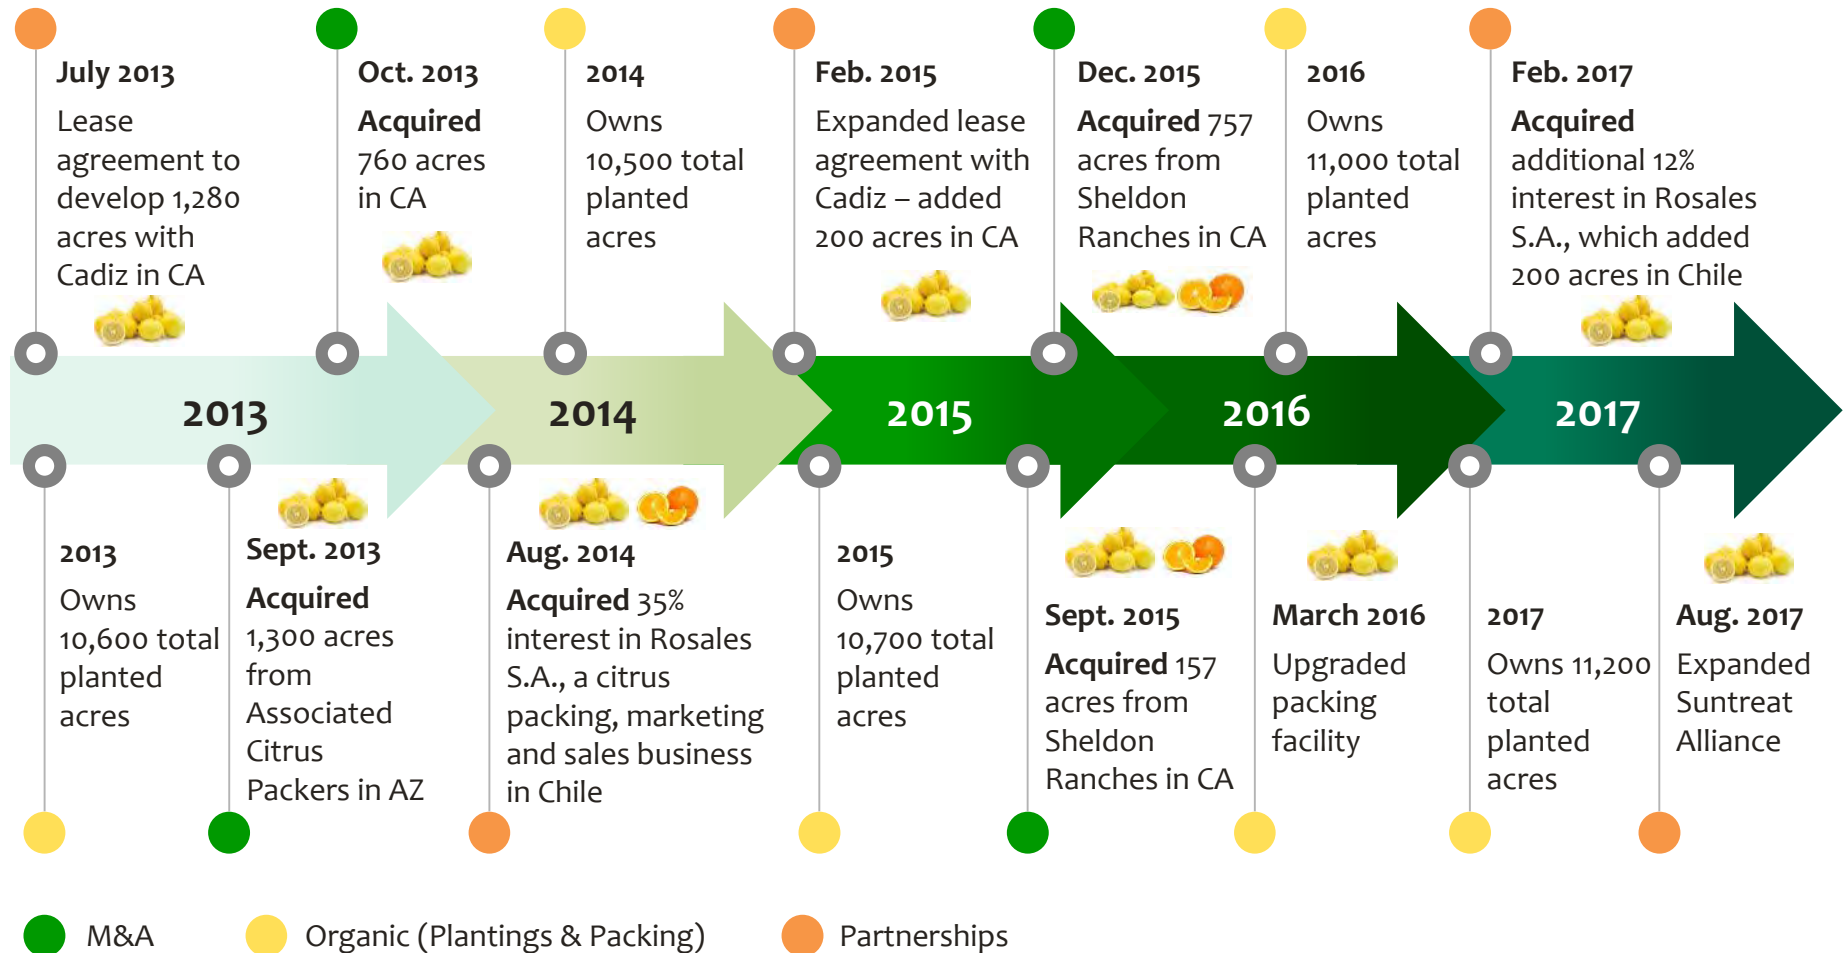 July 2013
Lease
agreement to
develop 1,280
acres with
Cadiz in CA
Oct. 2013
Acquired
760 acres
in CA
2014
Owns
10,500 total
planted
acres
Feb. 2015
Expanded lease
agreement with
Cadiz – added
200 acres in CA
Dec. 2015
Acquired 757
acres from
Sheldon
Ranches in CA
2016
Owns
11,000 total
planted
acres
Feb. 2017
Acquired
additional 12%
interest in Rosales
S.A., which added
200 acres in Chile
2013
2014
2015
2016
2017
2013
Owns
10,600 total
planted
acres
Sept. 2013
Acquired
1,300 acres
from
Associated
Citrus
Packers in AZ
Aug. 2014
Acquired 35%
interest in Rosales
S.A., a citrus
packing, marketing
and sales business
in Chile
2015
Owns
10,700 total
planted
acres
Sept. 2015
Acquired 157
acres from
Sheldon
Ranches in CA
March 2016
Upgraded
packing
facility
2017
Owns 11,200
total
planted
acres
Aug. 2017
Expanded
Suntreat
Alliance
M&A
Organic (Plantings & Packing)
Partnerships